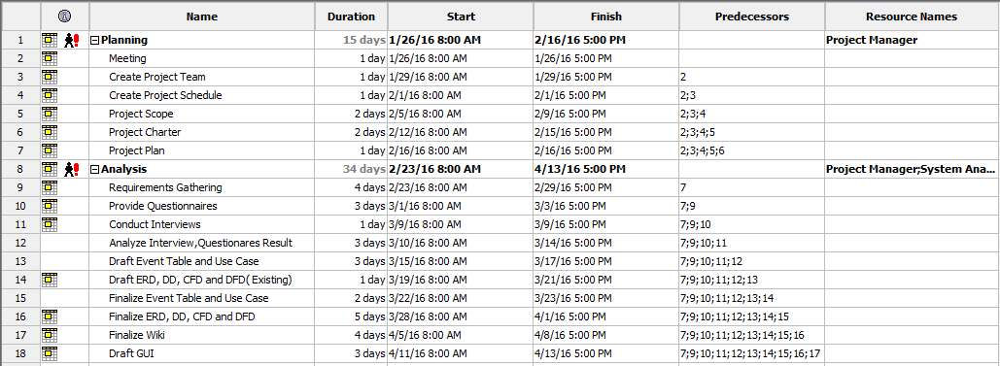 Name Duration Start Finish Predecessors Resource Names
1 Planning 15 days 1/26/16 8:00 AM 2/16/16 5:00 PM Project Manager
2 Meeting 1 day 1/26/16 8:00 AM 1/26/16 5:00 PM
3 Create Project Team 1 day 1/29/16 8:00 AM 1/29/16 5:00 PM 2
4 Create Project Schedule 1 day 2/1/16 8:00 AM 2/1/16 5:00 PM 2;3
5 Project Scope 2 days 2/5/16 8:00 AM 2/9/16 5:00 PM 2;3;4
6 Project Charter 2 days 2/12/16 8:00 AM 2/15/16 5:00 PM 2;3;4;5
7 Project Plan 1 day 2/16/16 8:00 AM 2/16/16 5:00 PM 2;3;4;5;6
8 Analysis 34 days 2/23/16 8:00 AM 4/13/16 5:00 PM Project Manager;System Ana...
9 Requirements Gathering 4 days 2/23/16 8:00 AM 2/29/16 5:00 PM 7
10 Provide Questionnaires 3 days 3/1/16 8:00 AM 3/3/16 5:00 PM 7;9
11 Conduct Interviews 1 day 3/9/16 8:00 AM 3/9/16 5:00 PM 7;9;10
12 Analyze Interview,Questionares Result 3 days 3/10/16 8:00 AM 3/14/16 5:00 PM 7;9;10;11
13 Draft Event Table and Use Case 3 days 3/15/16 8:00 AM 3/17/16 5:00 PM 7;9;10;11;12
14 Draft ERD, DD, CFD and DFD( Existing) 1 day 3/19/16 8:00 AM 3/21/16 5:00 PM 7;9;10;11;12;13
15 Finalize Event Table and Use Case 2 days 3/22/16 8:00 AM 3/23/16 5:00 PM 7;9;10;11;12;13;14
16 Finalize ERD, DD, CFD and DFD 5 days 3/28/16 8:00 AM 4/1/16 5:00 PM 7;9;10;11;12;13;14;15
17 Finalize Wiki 4 days 4/5/16 8:00 AM 4/8/16 5:00 PM 7;9;10;11;12;13;14;15;16
18 Draft GUI 3 days 4/11/16 8:00 AM 4/13/16 5:00 PM 7;9;10;11;12;13;14;15;16;17